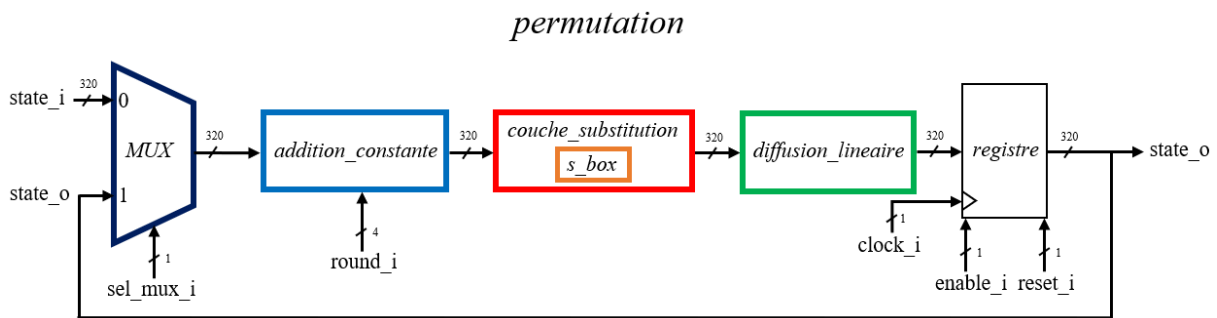 permutation
state_i
320
0
MUX
state_o
1
sel_mux_i
1
320
addition_constante
round_i
4
320
couche_substitution
s_box
320
diffusion_lineaire
320
registre
clock_i
1
enable_i
1
reset_i
1
320
state_o